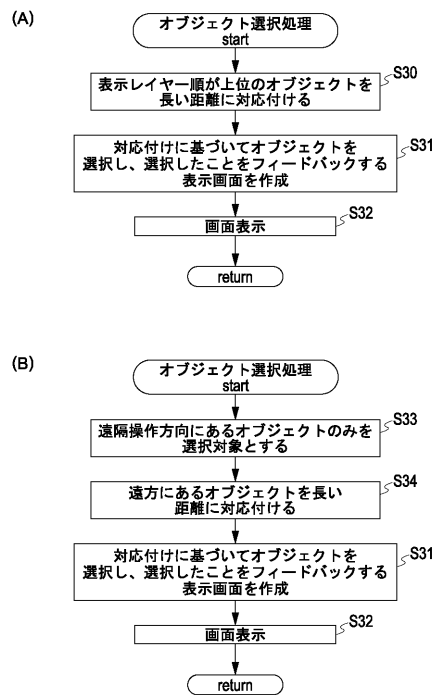 (A)
オブジェクト選択処理
start
表示レイヤー順が上位のオブジェクトを
長い距離に対応付ける
S30
対応付けに基づいてオブジェクトを
選択し、選択したことをフィードバックする
表示画面を作成
S31
画面表示
S32
return
(B)
オブジェクト選択処理
start
遠隔操作方向にあるオブジェクトのみを
選択対象とする
S33
遠方にあるオブジェクトを長い
距離に対応付ける
S34
対応付けに基づいてオブジェクトを
選択し、選択したことをフィードバックする
表示画面を作成
S31
画面表示
S32
return